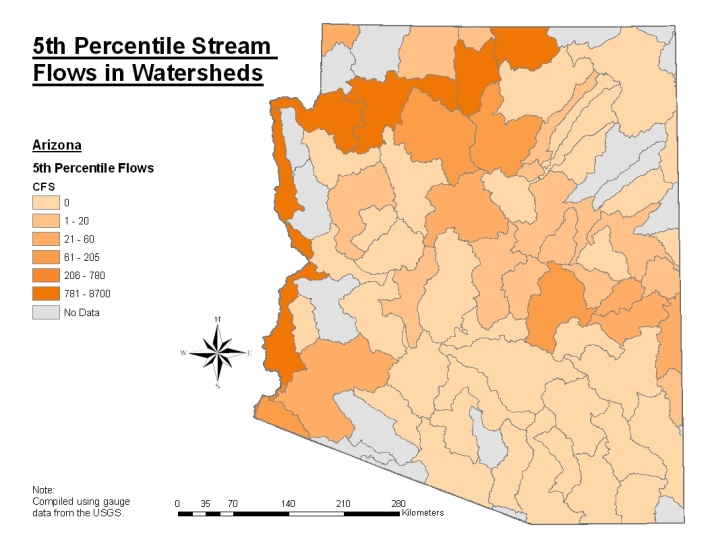 5th Percentile Stream
Flows in Watersheds
Arizona
5th Percentile Flows
CFS
0
1 - 20
21 - 60
61 - 205
206 - 780
781 - 8700
No Data
N
W
E
S
Note:
Compiled using gauge
data from the USGS.
0 35 70 140 210 280
Kilometers